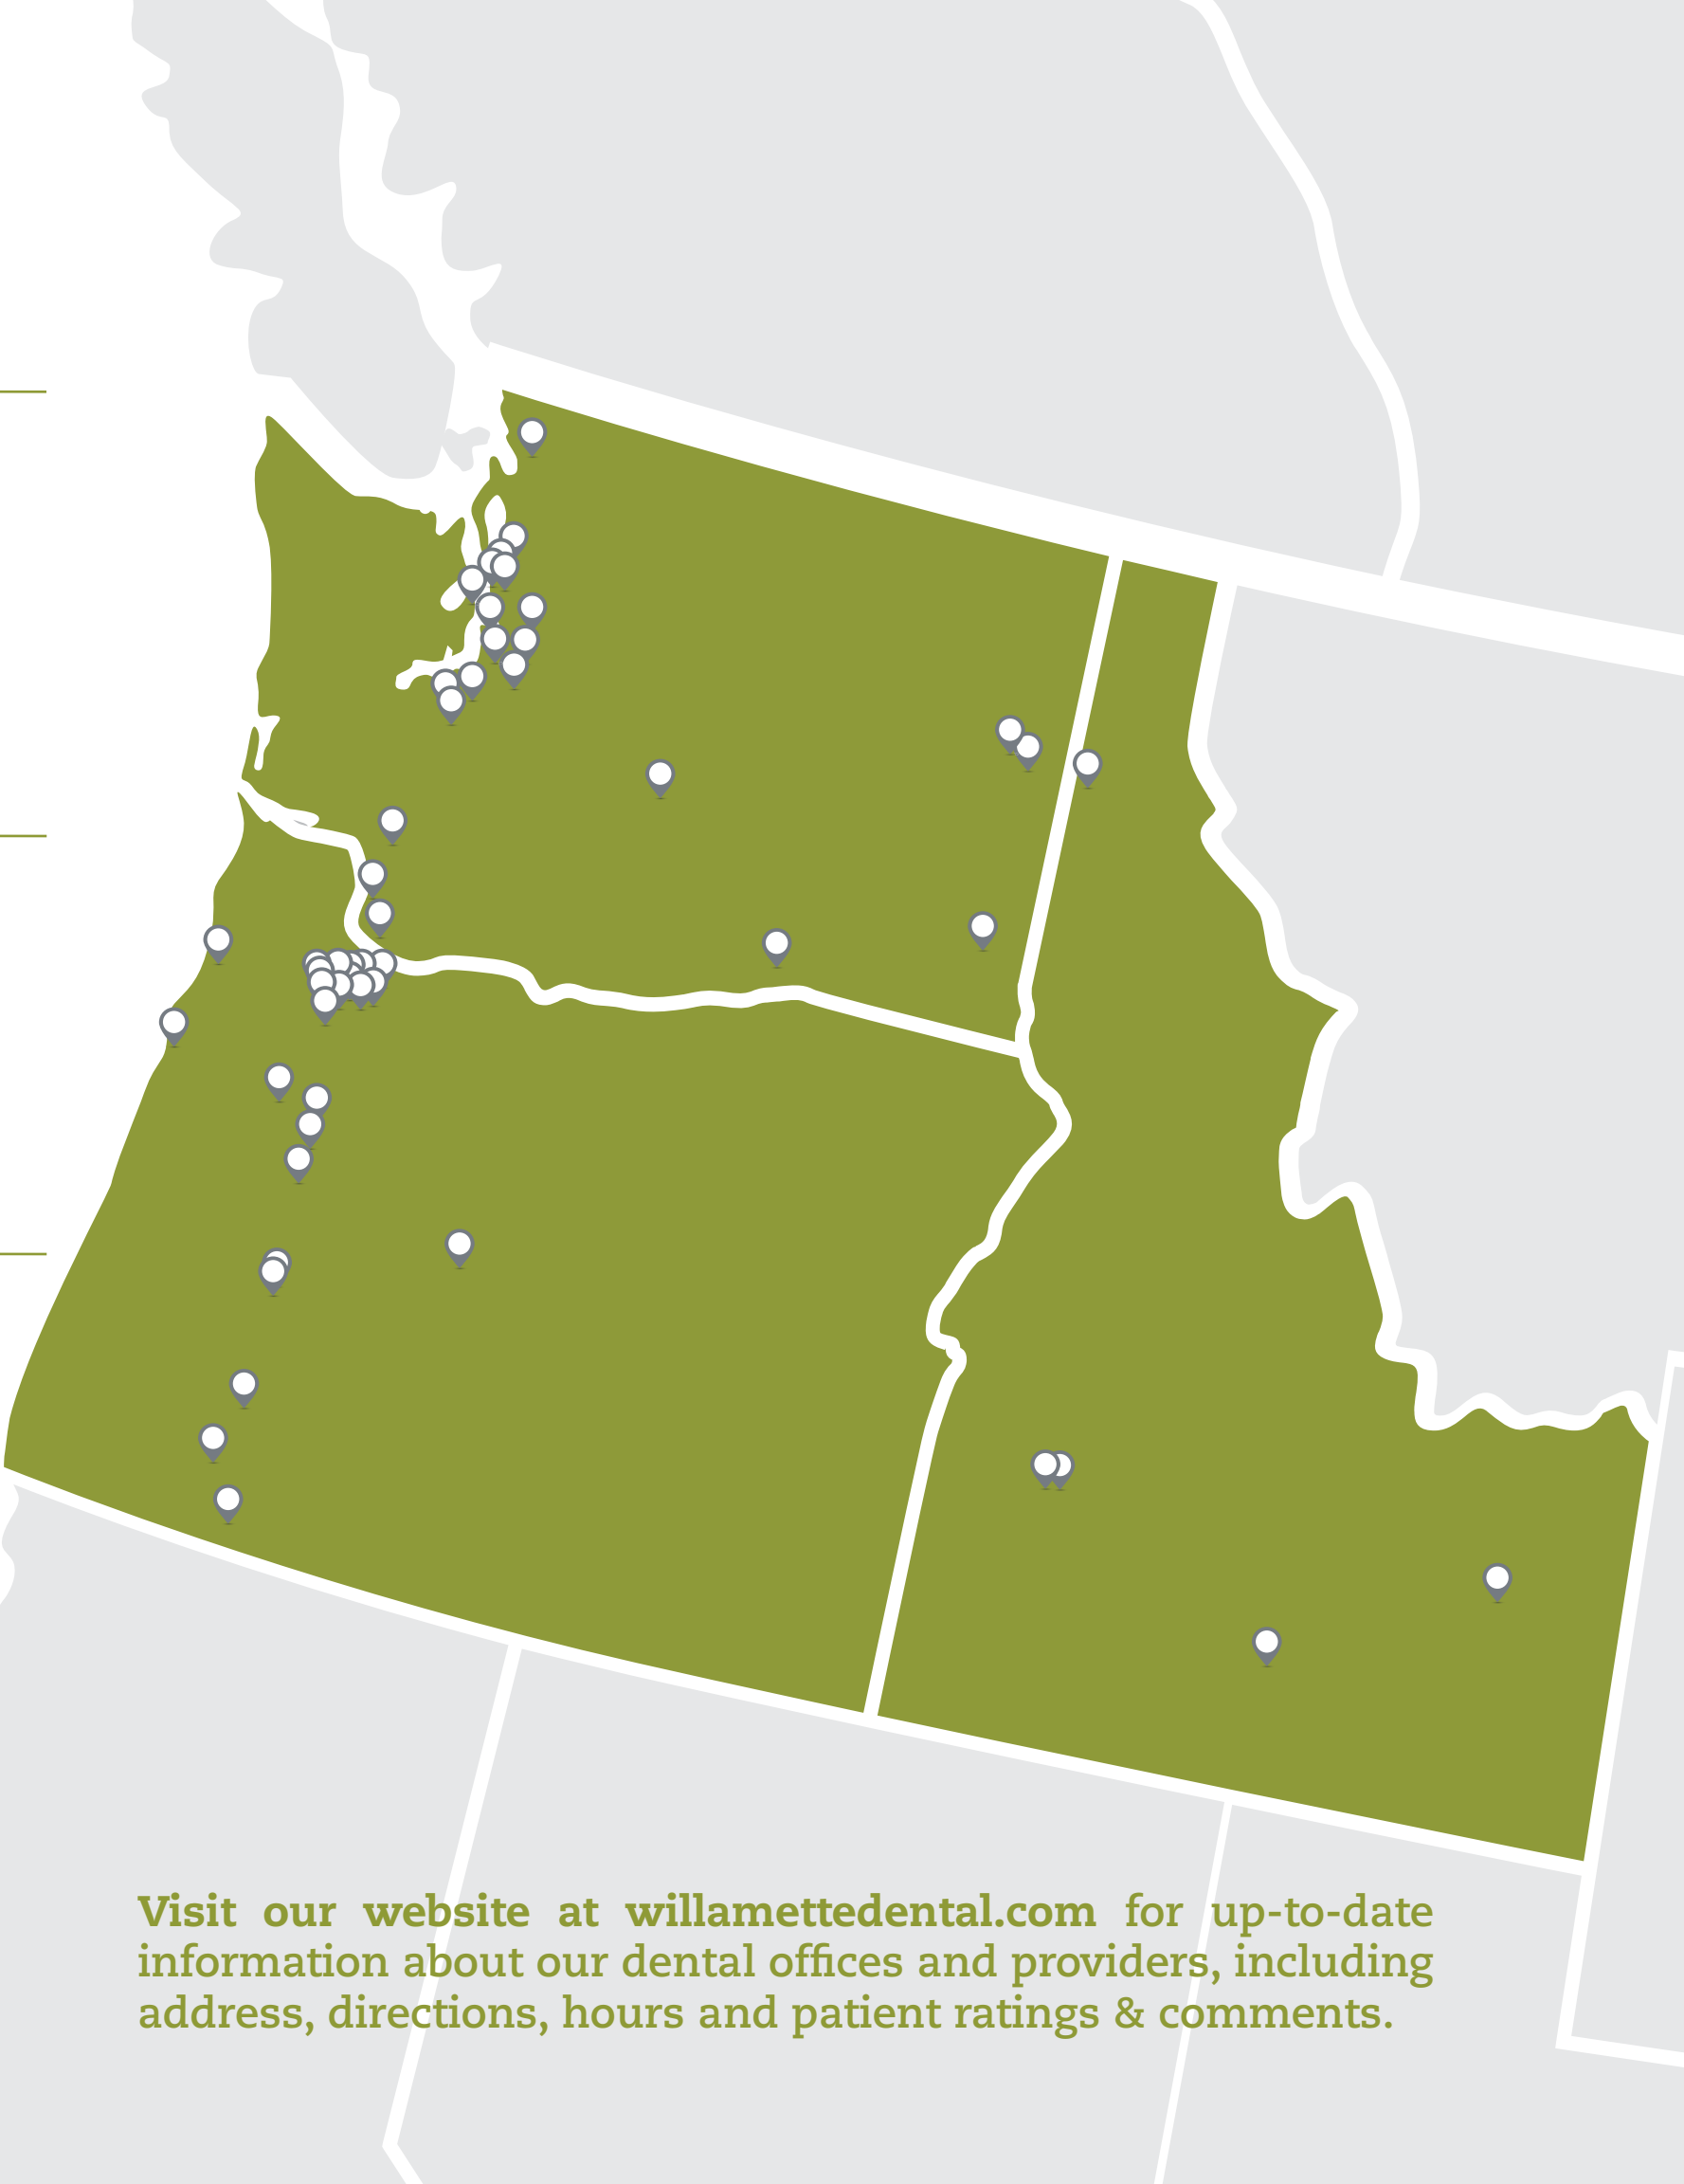 Visit our website at willamettedental.com for up-to-date
information about our dental offices and providers, including
address, directions, hours and patient ratings & comments.